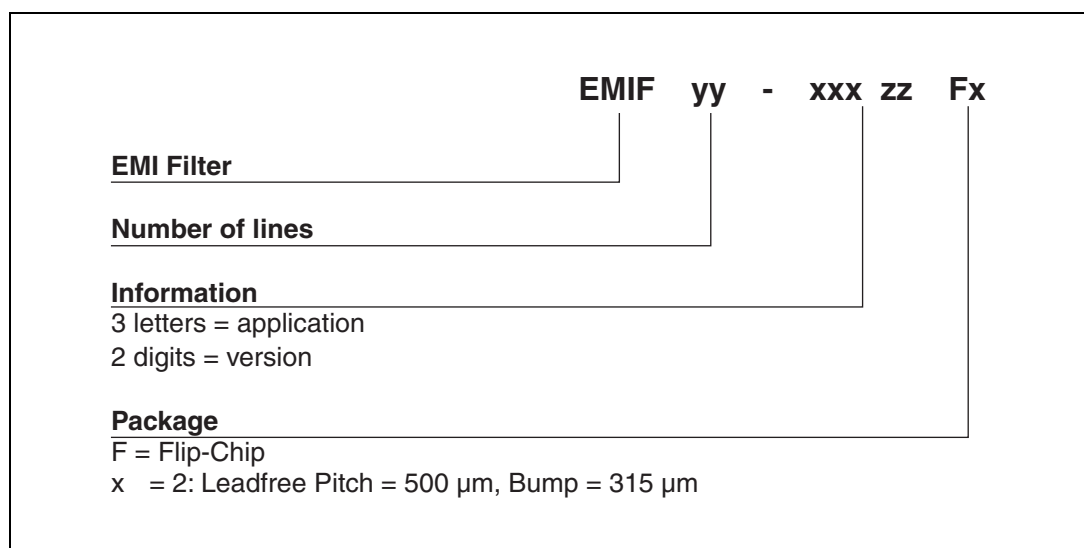 EMIF yy - xxx zz Fx
EMI Filter
Number of lines
Information
3 letters = application
2 digits = version
Package
F = Flip-Chip
x = 2: Leadfree Pitch = 500 µm, Bump = 315 µm